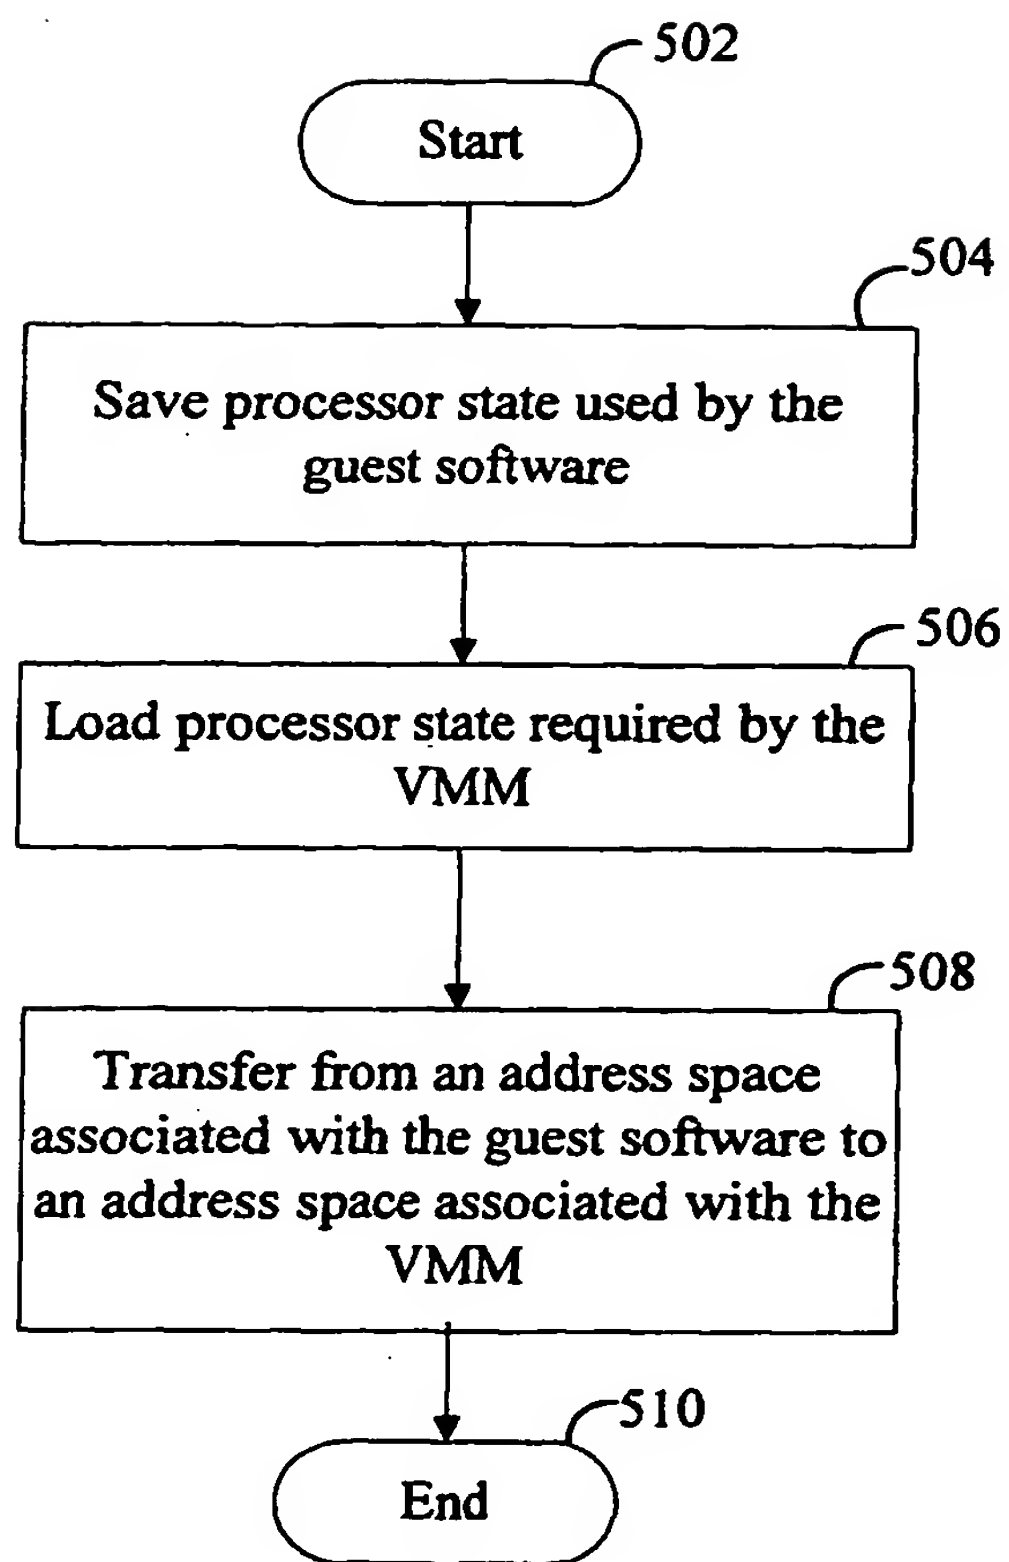 502
Start
504
Save processor state used by the
guest software
506
Load processor state required by the
VMM
508
Transfer from an address space
associated with the guest software to
an address space associated with the
VMM
510
End